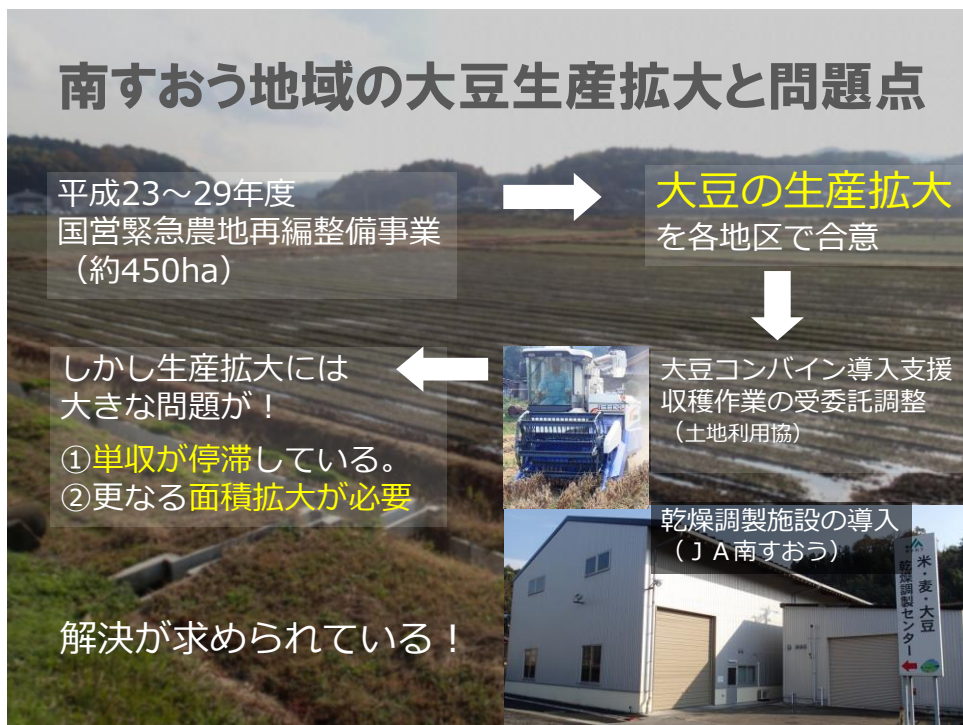 南すおう地域の大豆生産拡大と問題点
平成23～29年度
国営緊急農地再編整備事業
（約450ha）
大豆の生産拡大
を各地区で合意
大豆コンバイン導入支援
収穫作業の受委託調整
（土地利用協）
乾燥調製施設の導入
（ＪＡ南すおう）
しかし生産拡大には
大きな問題が！
①単収が停滞している。
②更なる面積拡大が必要
解決が求められている！
米・麦・大豆
乾燥調製センター